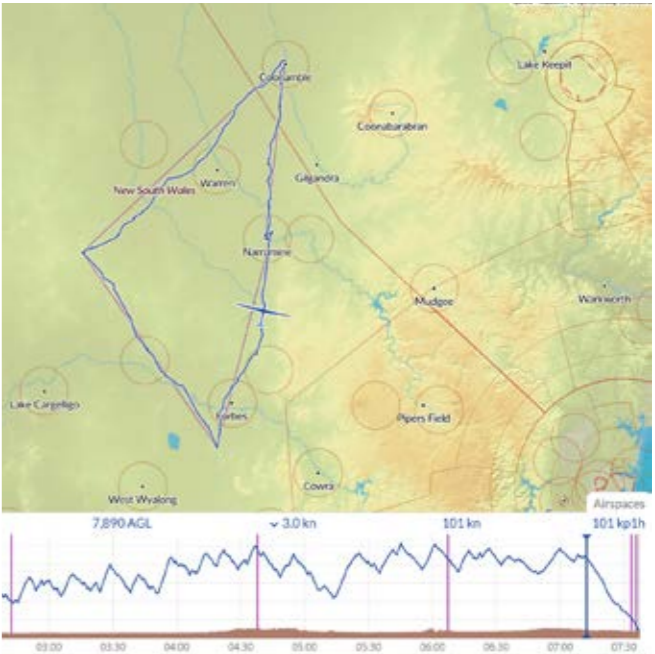 Lake Keepit
Coonamble
Coonabarabran
Gilgandra
Warren
New South Wales
Narromine
Mudgee
Warkworth
Lake Cargelligo
Forbes
Pipers Field
Cowra
West Wyalong
Airspaces
7,890 AGL
3.0 kn
101 kn
101 kp1h
03:00 03:30 04:00 04:30 05:00 05:30 06:00 06:30 07:00 07:30